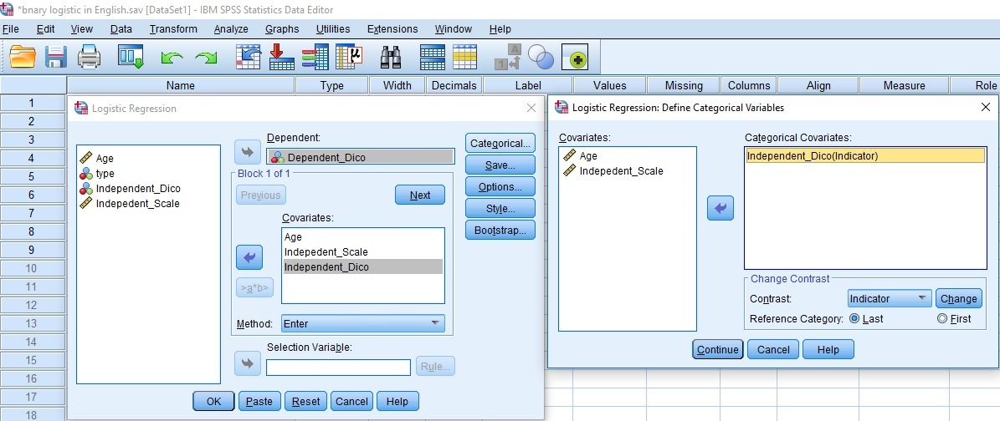 *bnary logistic in English.sav [DataSet1] - IBM SPSS Statistics Data Editor
File Edit View Data Transform Analyze Graphs Utilities Extensions Window Help
Name Type Width Decimals Label Values Missing Columns Align Measure Role
1
2
3
4
5
6
7
8
9
10
11
12
13
14
15
16
17
18
Logistic Regression
Age
type
Independent_Dico
Indepedent_Scale
Dependent:
Dependent_Dico
Block 1 of 1
Previous
Next
Covariates:
Age
Indepedent_Scale
Independent_Dico
>a*b>
Method: Enter
Selection Variable:
Rule...
Categorical...
Save...
Options...
Style...
Bootstrap...
OK Paste Reset Cancel Help
Logistic Regression: Define Categorical Variables
Covariates:
Age
Indepedent_Scale
Categorical Covariates:
Independent_Dico(Indicator)
Change Contrast
Contrast: Indicator Change
Reference Category: Last First
Continue Cancel Help